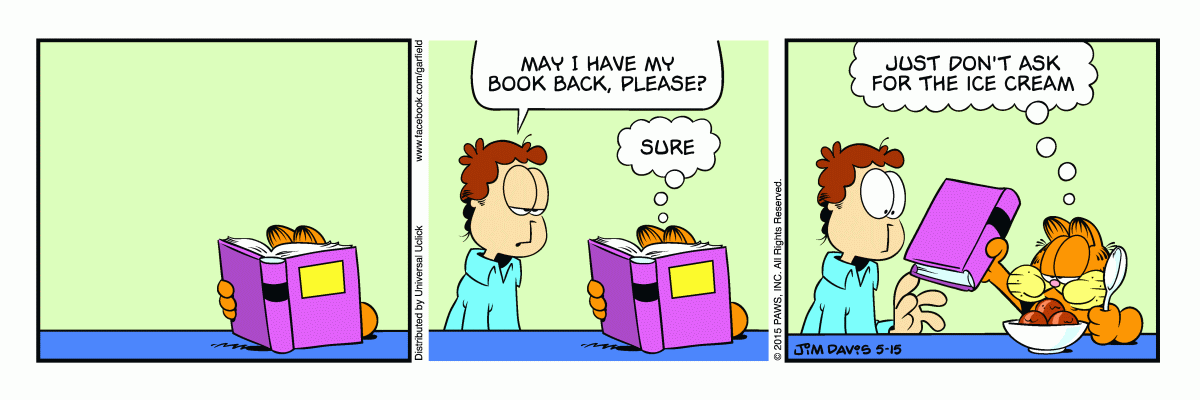 www.facebook.com/garfield
Distributed by Universal Uclick
MAY I HAVE MY
BOOK BACK, PLEASE?
SURE
© 2015 PAWS, INC. All Rights Reserved.
JUST DON'T ASK
FOR THE ICE CREAM
JIM DAVIS 5-15